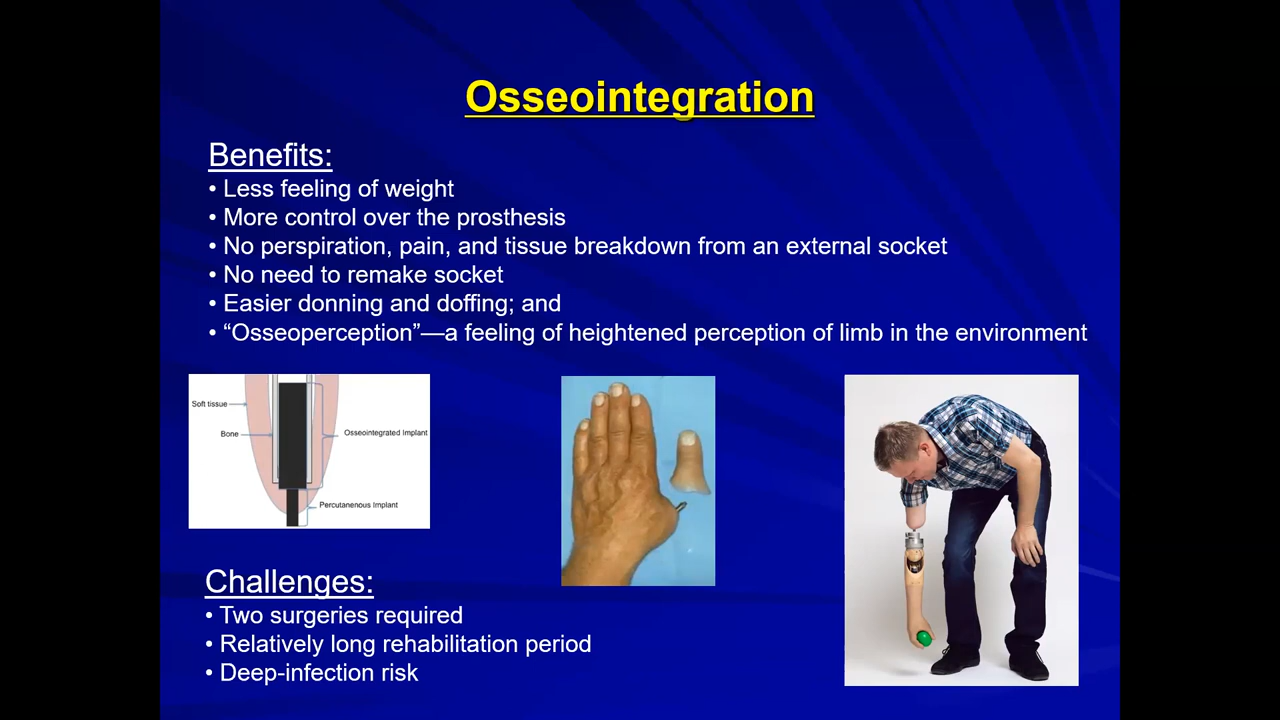 Osseointegration
Benefits:
• Less feeling of weight
• More control over the prosthesis
• No perspiration, pain, and tissue breakdown from an external socket
• No need to remake socket
• Easier donning and doffing; and
• “Osseoperception”—a feeling of heightened perception of limb in the environment
Soft tissue
Bone
Osseointegrated Implant
Percutanenous Implant
Challenges:
• Two surgeries required
• Relatively long rehabilitation period
• Deep-infection risk